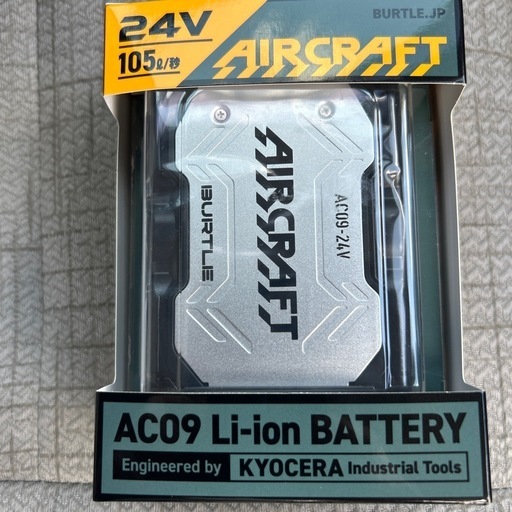 24V
105ℓ/秒
AIRCRAFT
BURTLE.JP
AIRCRAFT
BURTLE
AC09-24V
AC09 Li-ion BATTERY
Engineered by KYOCERA Industrial Tools